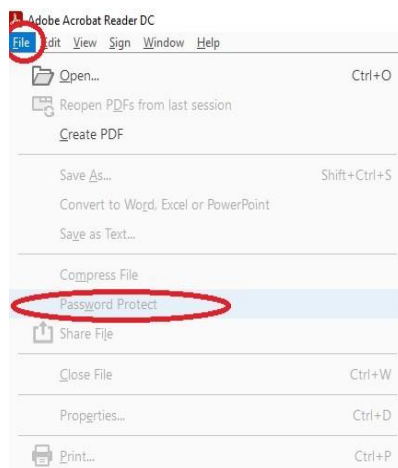 Adobe Acrobat Reader DC
File Edit View Sign Window Help
Open... Ctrl+O
Reopen PDFs from last session
Create PDF
Save As... Shift+Ctrl+S
Convert to Word, Excel or PowerPoint
Save as Text...
Compress File
Password Protect
Share File
Close File Ctrl+W
Properties... Ctrl+D
Print... Ctrl+P